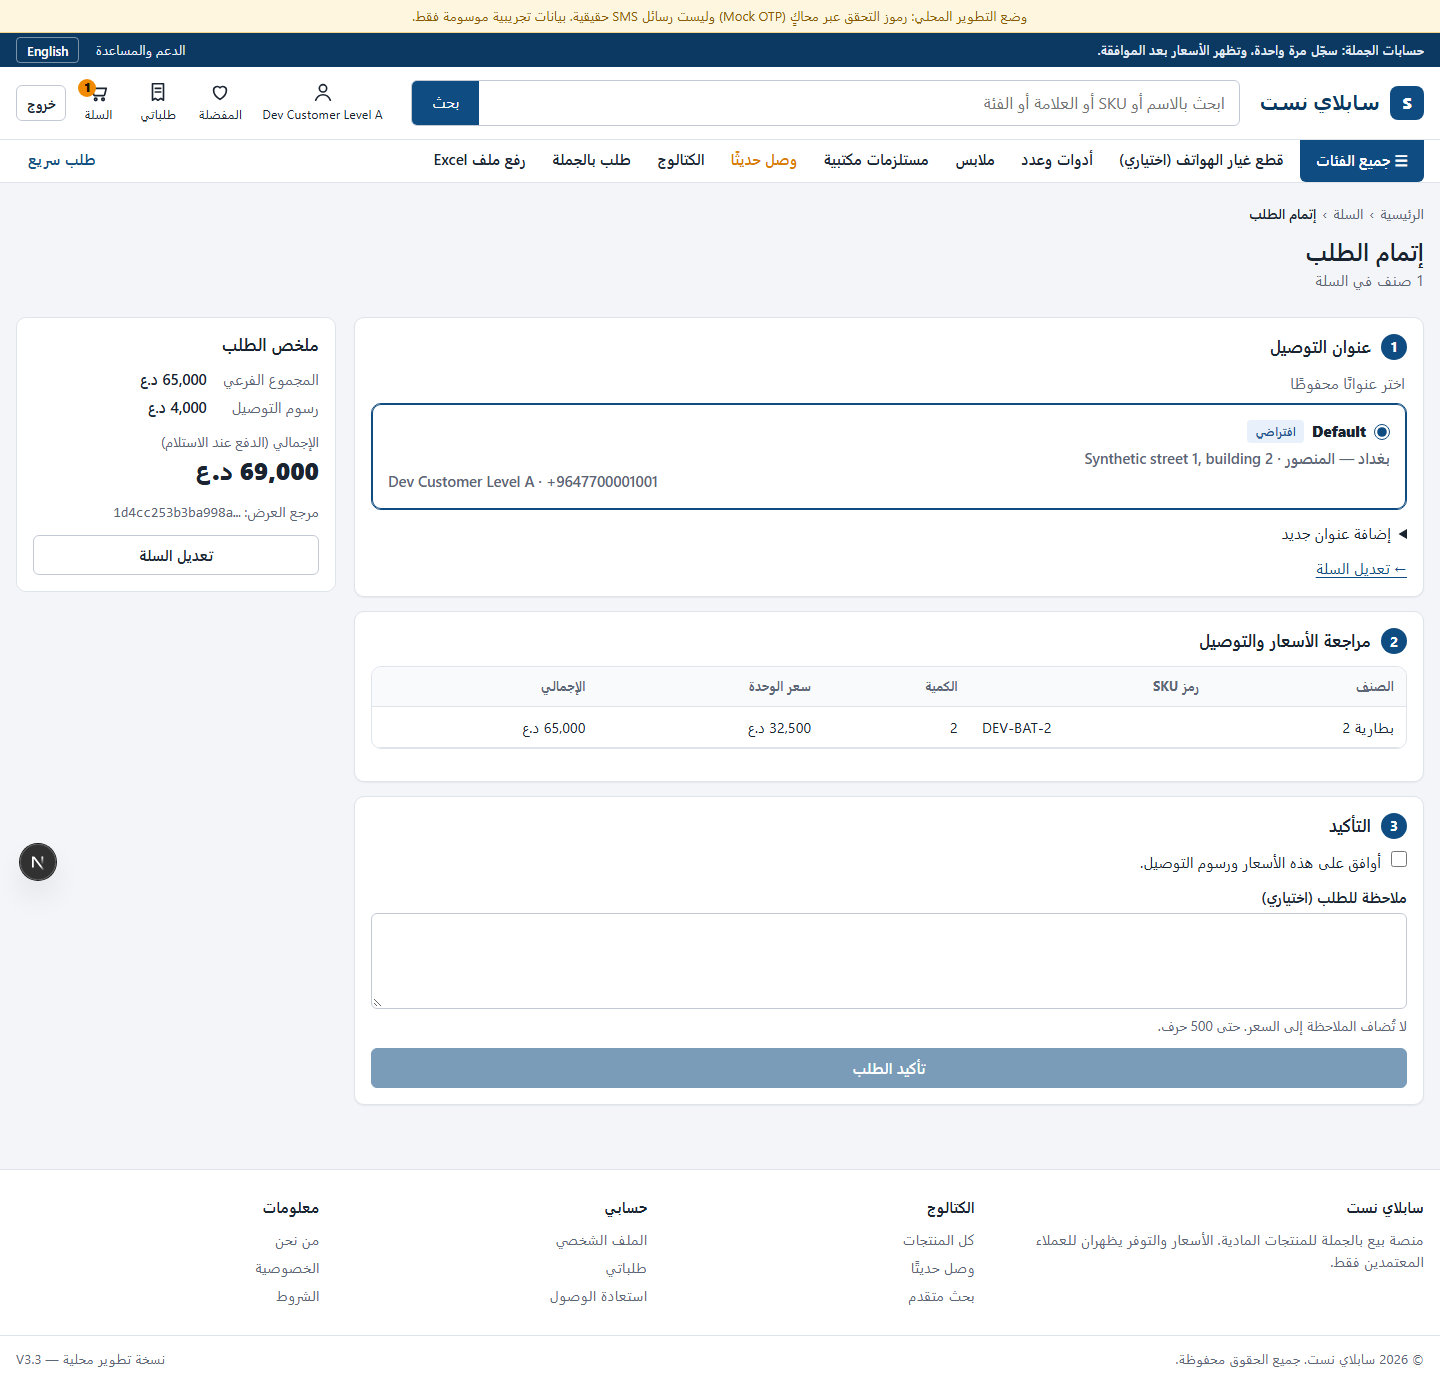 وضع التطوير المحلي: رموز التحقق عبر محاكٍ (Mock OTP) وليست رسائل SMS حقيقية. بيانات تجريبية موسومة فقط.
حسابات الجملة: سجّل مرة واحدة، وتظهر الأسعار بعد الموافقة.
الدعم والمساعدة
English
S
سابلاي نست
ابحث بالاسم أو SKU أو العلامة أو الفئة
بحث
Dev Customer Level A
المفضلة
طلباتي
1
السلة
خروج
☰ جميع الفئات
قطع غيار الهواتف (اختياري)
أدوات وعدد
ملابس
مستلزمات مكتبية
وصل حديثًا
الكتالوج
طلب بالجملة
رفع ملف Excel
طلب سريع
الرئيسية › السلة › إتمام الطلب
إتمام الطلب
1 صنف في السلة
1 عنوان التوصيل
اختر عنوانًا محفوظًا
Default افتراضي
بغداد — المنصور · Synthetic street 1, building 2
Dev Customer Level A · +9647700001001
◀ إضافة عنوان جديد
← تعديل السلة
2 مراجعة الأسعار والتوصيل
الصنف رمز SKU الكمية سعر الوحدة الإجمالي
بطارية 2 DEV-BAT-2 2 32,500 د.ع 65,000 د.ع
3 التأكيد
أوافق على هذه الأسعار ورسوم التوصيل.
ملاحظة للطلب (اختياري)
لا تُضاف الملاحظة إلى السعر. حتى 500 حرف.
تأكيد الطلب
ملخص الطلب
المجموع الفرعي 65,000 د.ع
رسوم التوصيل 4,000 د.ع
الإجمالي (الدفع عند الاستلام)
69,000 د.ع
مرجع العرض: 1d4cc253b3ba998a…
تعديل السلة
N
سابلاي نست
منصة بيع بالجملة للمنتجات المادية. الأسعار والتوفر يظهران للعملاء
المعتمدين فقط.
الكتالوج
كل المنتجات
وصل حديثًا
بحث متقدم
حسابي
الملف الشخصي
طلباتي
استعادة الوصول
معلومات
من نحن
الخصوصية
الشروط
© 2026 سابلاي نست. جميع الحقوق محفوظة.
نسخة تطوير محلية — V3.3